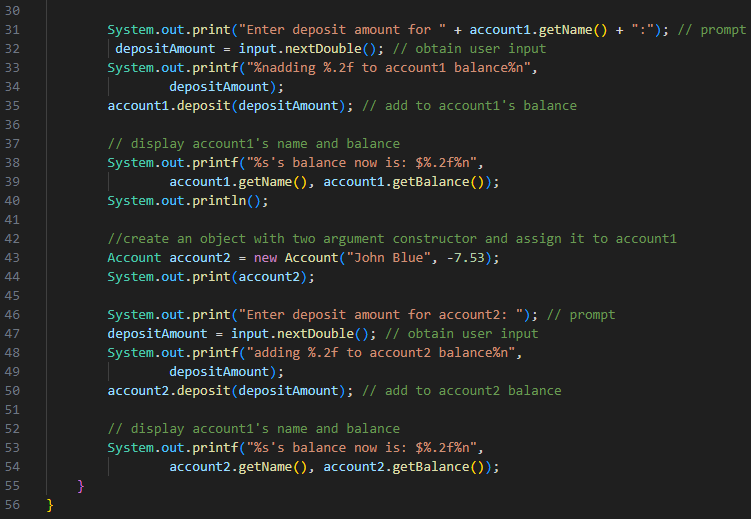 30
31 System.out.print("Enter deposit amount for " + account1.getName() + ":"); // prompt
32 depositAmount = input.nextDouble(); // obtain user input
33 System.out.printf("%nadding %.2f to account1 balance%n",
34 depositAmount);
35 account1.deposit(depositAmount); // add to account1's balance
36
37 // display account1's name and balance
38 System.out.printf("%s's balance now is: $%.2f%n",
39 account1.getName(), account1.getBalance());
40 System.out.println();
41
42 //create an object with two argument constructor and assign it to account1
43 Account account2 = new Account("John Blue", -7.53);
44 System.out.print(account2);
45
46 System.out.print("Enter deposit amount for account2: "); // prompt
47 depositAmount = input.nextDouble(); // obtain user input
48 System.out.printf("adding %.2f to account2 balance%n",
49 depositAmount);
50 account2.deposit(depositAmount); // add to account2 balance
51
52 // display account1's name and balance
53 System.out.printf("%s's balance now is: $%.2f%n",
54 account2.getName(), account2.getBalance());
55 }
56 }